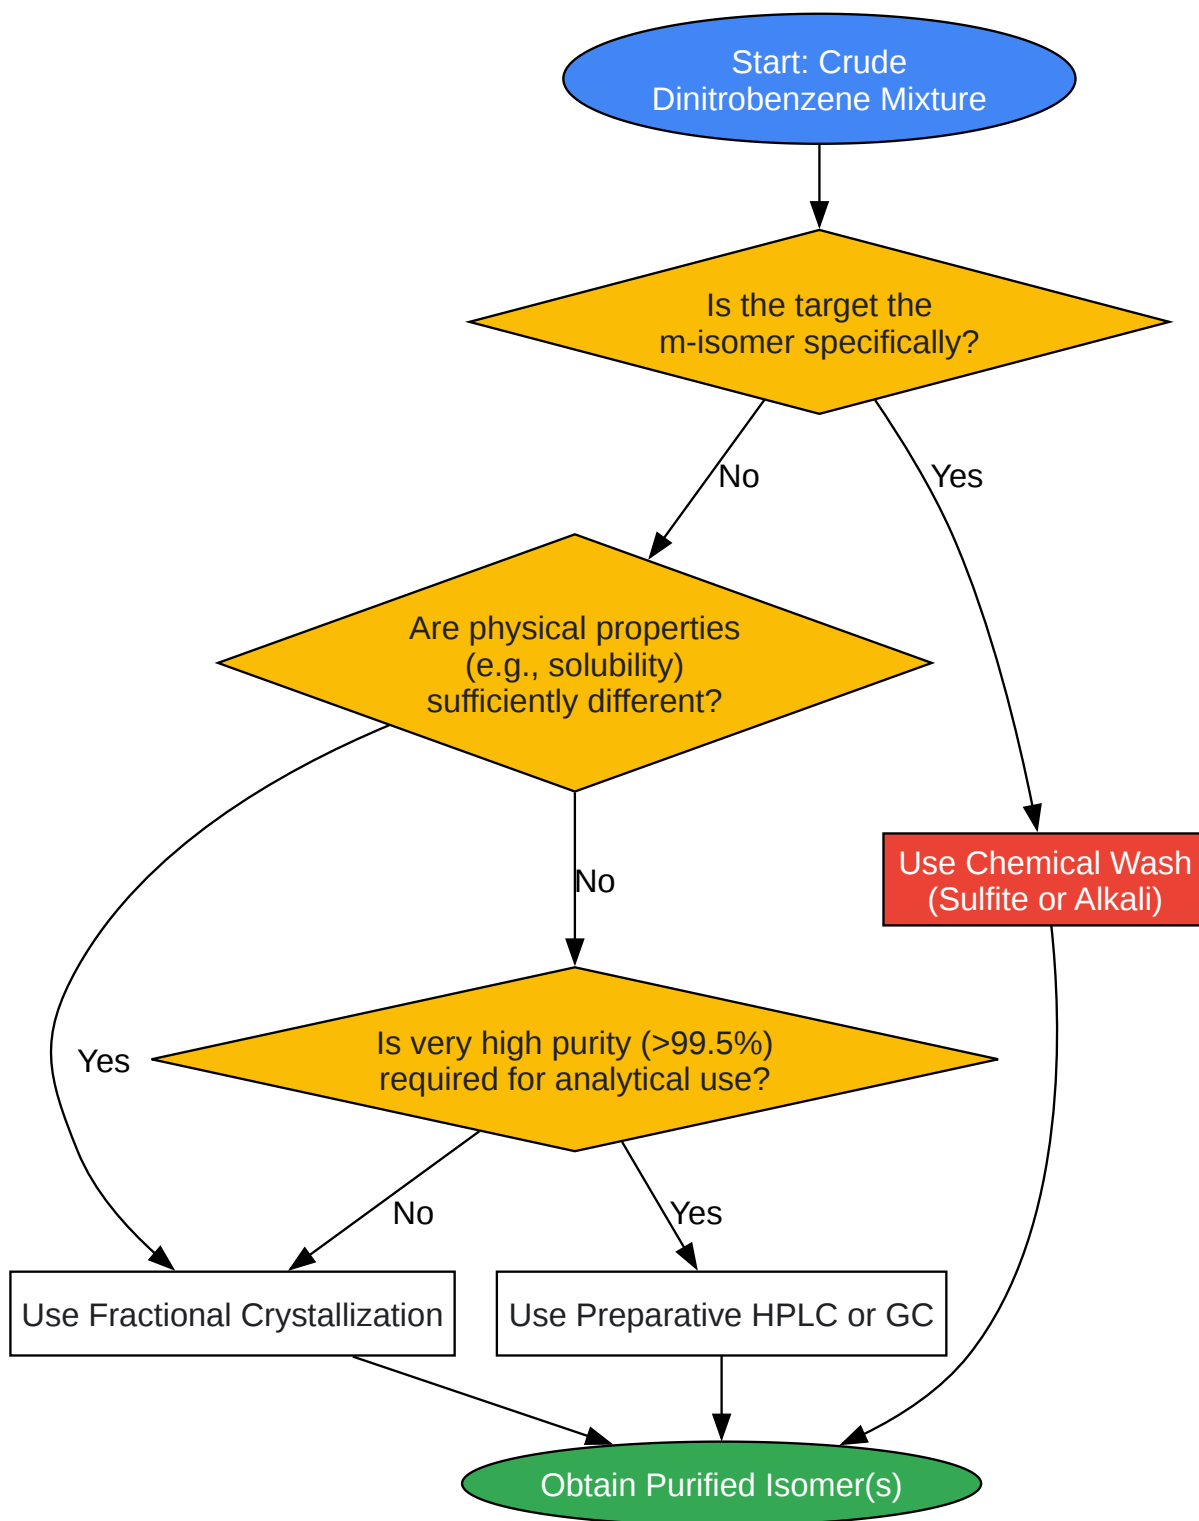 Start: Crude
Dinitrobenzene Mixture
Is the target the
m-isomer specifically?
No
Yes
Are physical properties
(e.g., solubility)
sufficiently different?
Use Chemical Wash
(Sulfite or Alkali)
No
Is very high purity (>99.5%)
required for analytical use?
Yes
No
Yes
Use Fractional Crystallization
Use Preparative HPLC or GC
Obtain Purified Isomer(s)